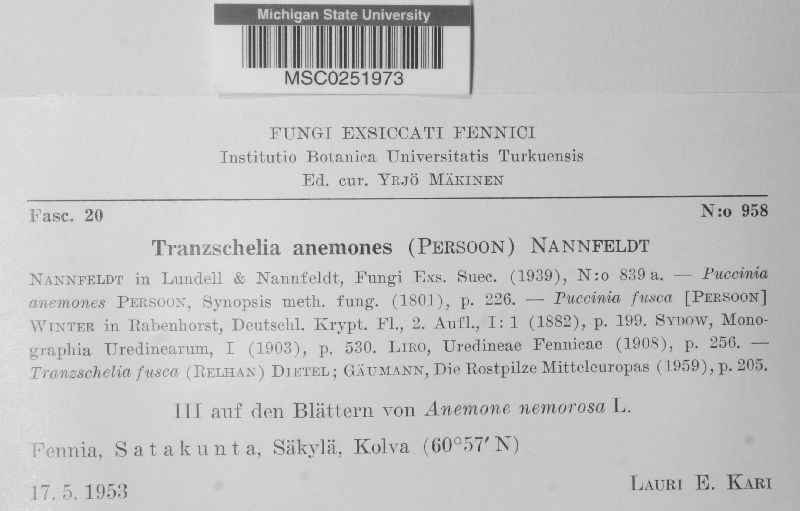 Michigan State University
MSC0251973
FUNGI EXSICCATI FENNICI
Institutio Botanica Universitatis Turkuensis
Ed. cur. YRJÖ MÄKINEN
Fasc. 20 N:o 958
Tranzschelia anemones (PERSOON) NANNFELDT
NANNFELDT in Lundell & Nannfeldt, Fungi Exs. Suec. (1939), N:o 839 a. — Puccinia
anemones PERSOON, Synopsis meth. fung. (1801), p. 226. — Puccinia fusca [PERSOON]
WINTER in Rabenhorst, Deutschl. Krypt. Fl., 2. Aufl., I: 1 (1882), p. 199. SYDOW, Mono-
graphia Uredinearum, I (1903), p. 530. LIRO, Uredineae Fennicae (1908), p. 256. —
Tranzschelia fusca (RELHAN) DIETEL; GÄUMANN, Die Rostpilze Mitteleuropas (1959), p. 205.
III auf den Blättern von Anemone nemorosa L.
Fennia, Satakunta, Säkylä, Kolva (60°57′ N)
17. 5. 1953 LAURI E. KARI